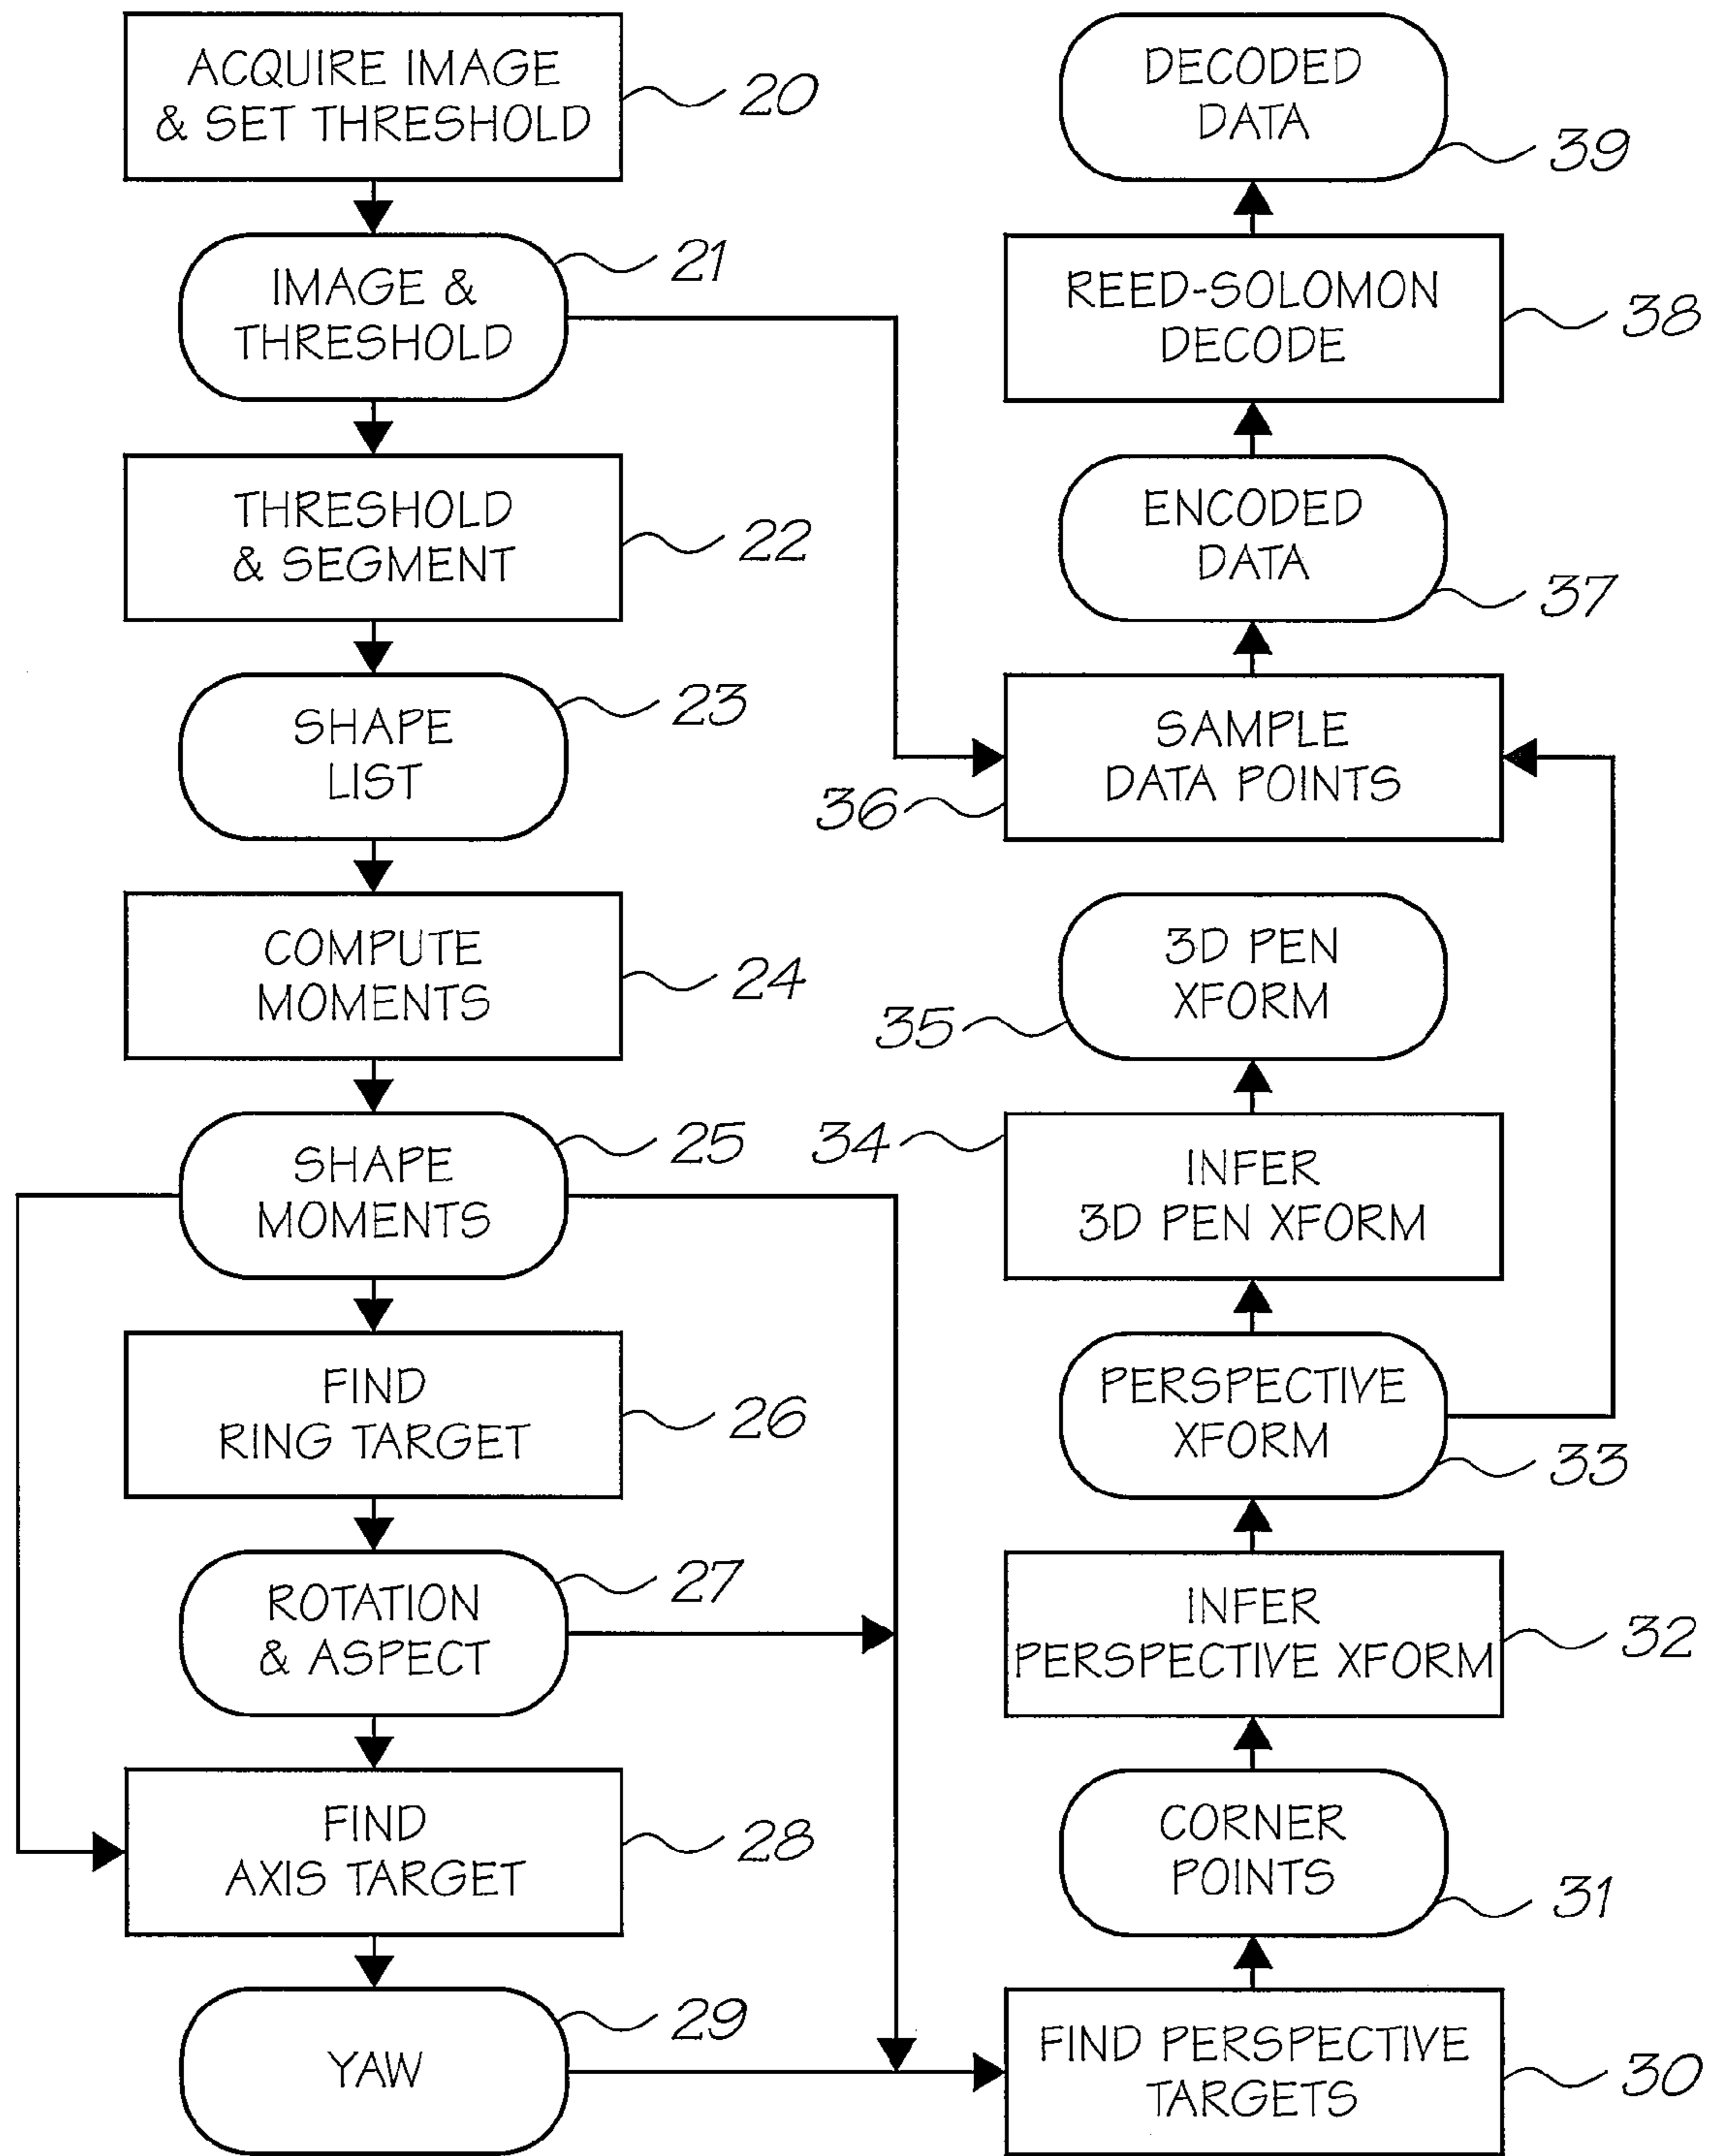 ACQUIRE IMAGE
& SET THRESHOLD
20
IMAGE &
THRESHOLD
21
THRESHOLD
& SEGMENT
22
SHAPE
LIST
23
COMPUTE
MOMENTS
24
SHAPE
MOMENTS
25
FIND
RING TARGET
26
ROTATION
& ASPECT
27
FIND
AXIS TARGET
28
YAW
29
DECODED
DATA
39
REED-SOLOMON
DECODE
38
ENCODED
DATA
37
SAMPLE
DATA POINTS
36
3D PEN
XFORM
35
34
INFER
3D PEN XFORM
PERSPECTIVE
XFORM
33
INFER
PERSPECTIVE XFORM
32
CORNER
POINTS
31
FIND PERSPECTIVE
TARGETS
30